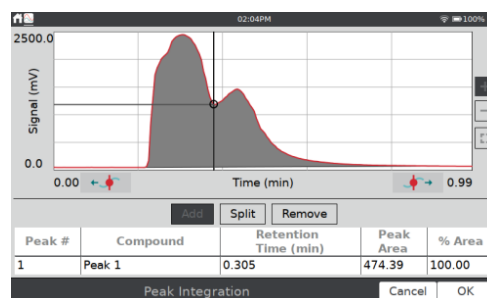 02:04PM 100%
2500.0
Signal (mV)
0.0
0.00 Time (min) 0.99
Add Split Remove
Peak # Compound Retention Time (min) Peak Area % Area
1 Peak 1 0.305 474.39 100.00
Peak Integration Cancel OK